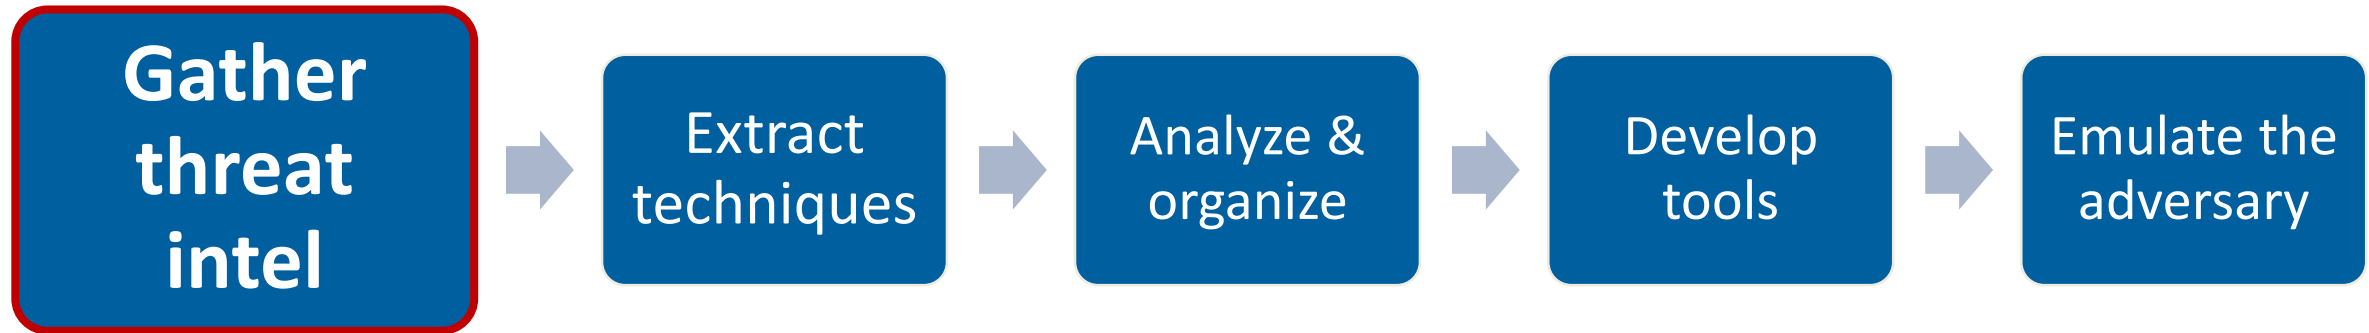 Gather
threat
intel
Extract
techniques
Analyze &
organize
Develop
tools
Emulate the
adversary